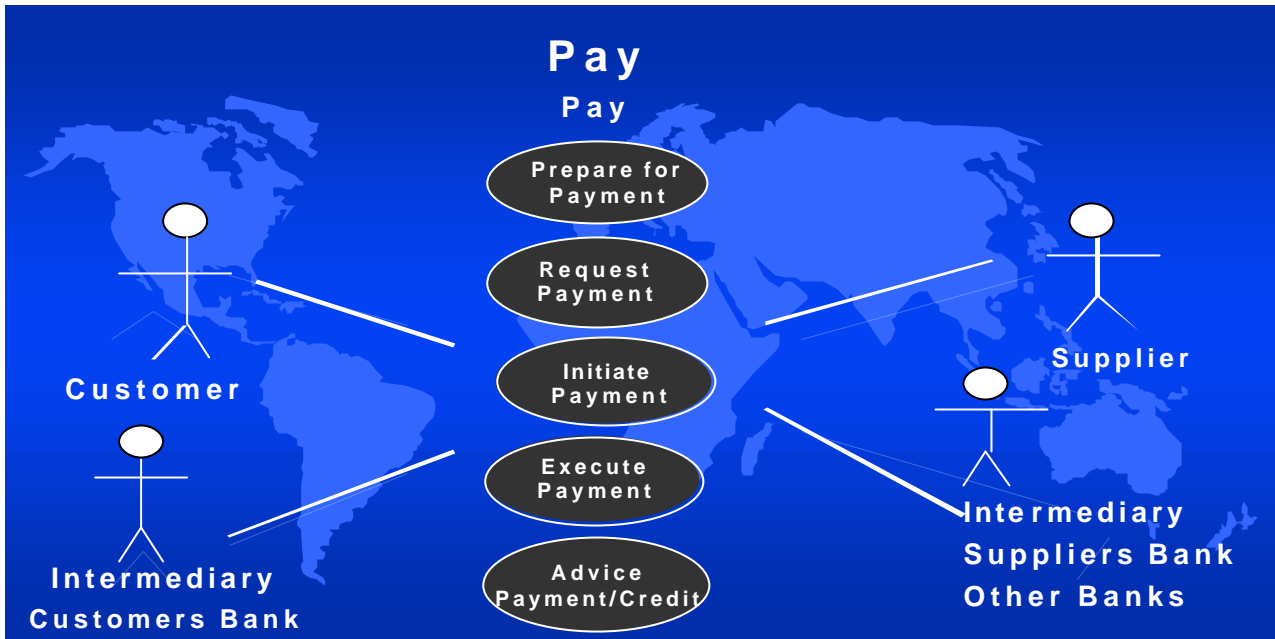 Pay
Pay
Prepare for
Payment
Request
Payment
Initiate
Payment
Execute
Payment
Advice
Payment/Credit
Customer
Intermediary
Customers Bank
Supplier
Intermediary
Suppliers Bank
Other Banks